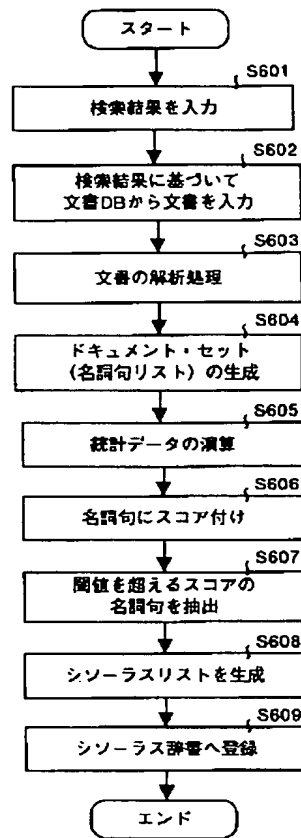 スタート
S601
検索結果を入力
S602
検索結果に基づいて
文書DBから文書を入力
S603
文書の解析処理
S604
ドキュメント・セット
(名詞句リスト)の生成
S605
統計データの演算
S606
名詞句にスコア付け
S607
閾値を超えるスコアの
名詞句を抽出
S608
シソーラスリストを生成
S609
シソーラス辞書へ登録
エンド